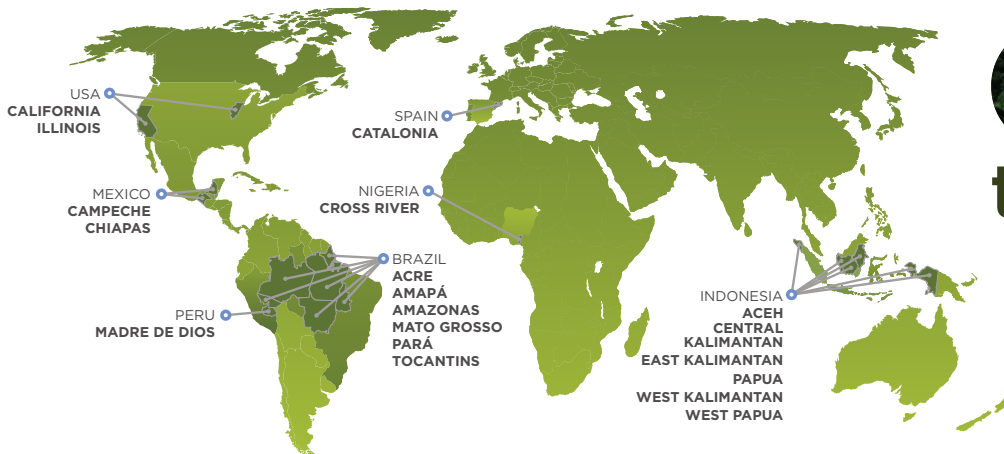 USA
CALIFORNIA
ILLINOIS
MEXICO
CAMPECHE
CHIAPAS
PERU
MADRE DE DIOS
BRAZIL
ACRE
AMAPÁ
AMAZONAS
MATO GROSSO
PARÁ
TOCANTINS
SPAIN
CATALONIA
NIGERIA
CROSS RIVER
INDONESIA
ACEH
CENTRAL
KALIMANTAN
EAST KALIMANTAN
PAPUA
WEST KALIMANTAN
WEST PAPUA
t